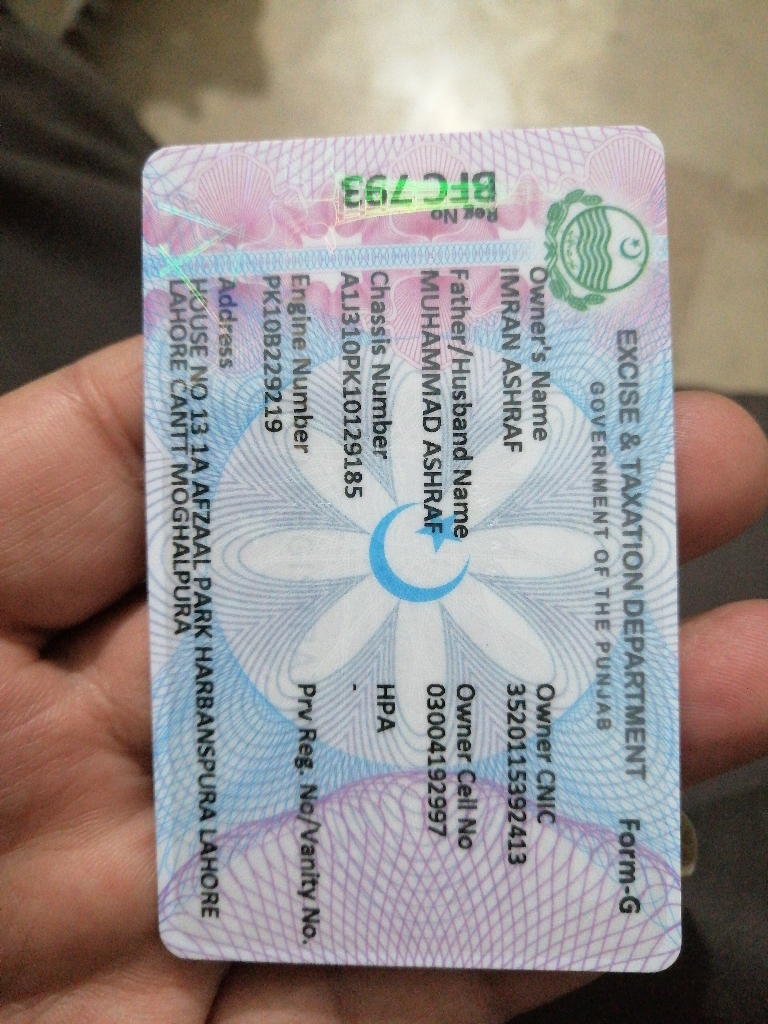 EXCISE & TAXATION DEPARTMENT Form-G
GOVERNMENT OF THE PUNJAB
Reg No
BFC 793
Owner's Name
IMRAN ASHRAF
Owner CNIC
3520115392413
Father/Husband Name
MUHAMMAD ASHRAF
Owner Cell No
03004192997
Chassis Number
A1J310PK10129185
HPA
-
Engine Number
PK10B229219
Prv Reg. No/Vanity No.
Address
HOUSE NO 13 1A AFZAAL PARK HARBANSPURA LAHORE
LAHORE CANTT MOGHALPURA